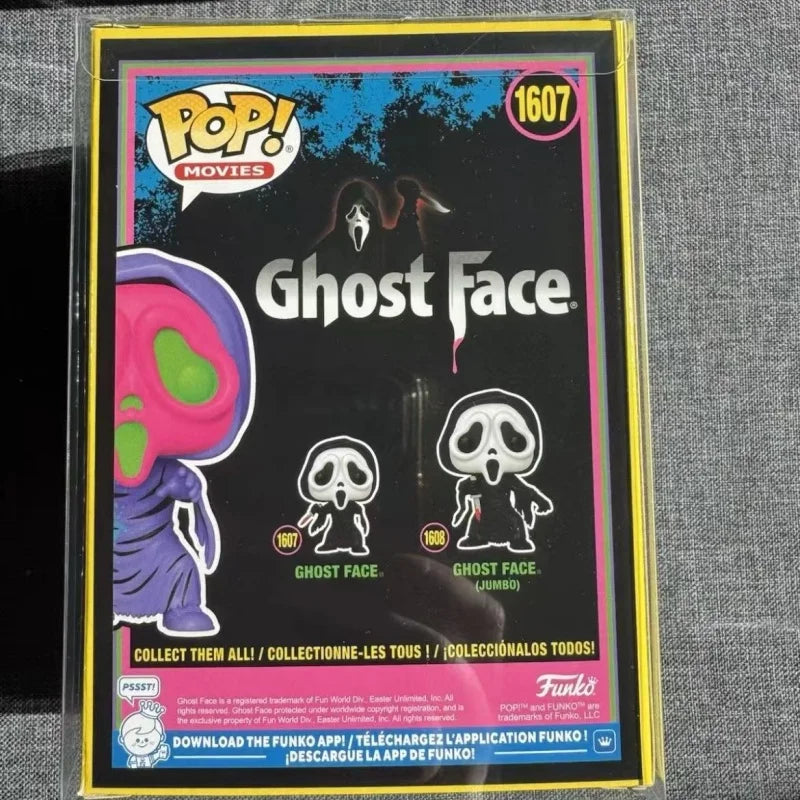 POP!®
MOVIES
1607
Ghost Face®
1607
GHOST FACE
1608
GHOST FACE
(JUMBO)
COLLECT THEM ALL! / COLLECTIONNE-LES TOUS ! / ¡COLECCIÓNALOS TODOS!
PSSST!
Ghost Face is a registered trademark of Fun World Div., Easter Unlimited, Inc. All
rights reserved. Ghost Face protected under worldwide copyright registration, and is
the exclusive property of Fun World Div., Easter Unlimited, Inc. All rights reserved.
Funko
POP!™ and FUNKO™ are
trademarks of Funko, LLC
DOWNLOAD THE FUNKO APP! / TÉLÉCHARGEZ L'APPLICATION FUNKO !
¡DESCARGUE LA APP DE FUNKO!